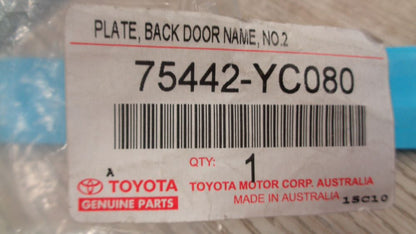 PLATE, BACK DOOR NAME, NO.2
75442-YC080
QTY: 1
A
TOYOTA TOYOTA MOTOR CORP. AUSTRALIA
GENUINE PARTS MADE IN AUSTRALIA 15C10